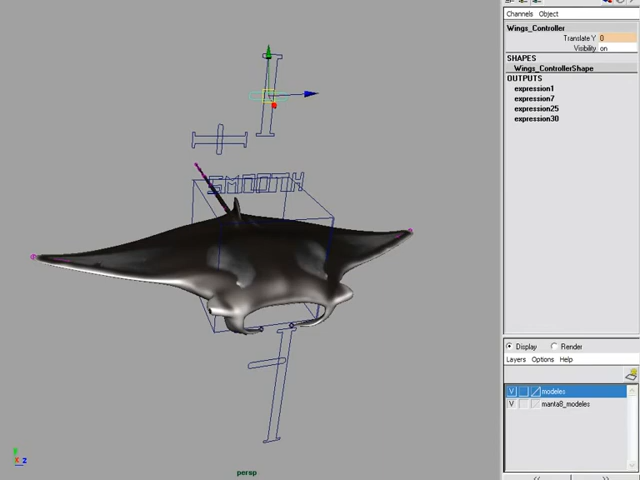 Channels Object
Wings_Controller
Translate Y 0
Visibility on
SHAPES
Wings_ControllerShape
OUTPUTS
expression1
expression7
expression25
expression30
SMOOTH
Display Render
Layers Options Help
V modeles
V manta8_modeles
y
x z
persp